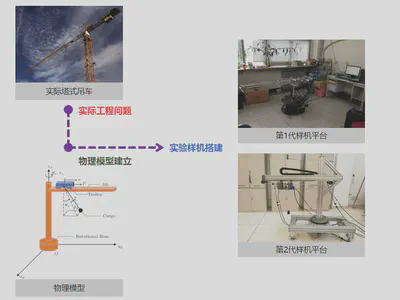 实际塔式吊车
实际工程问题
第1代样机平台
实验样机搭建
物理模型建立
Jib
Trolley
Cargo
Rotational Base
第2代样机平台
物理模型